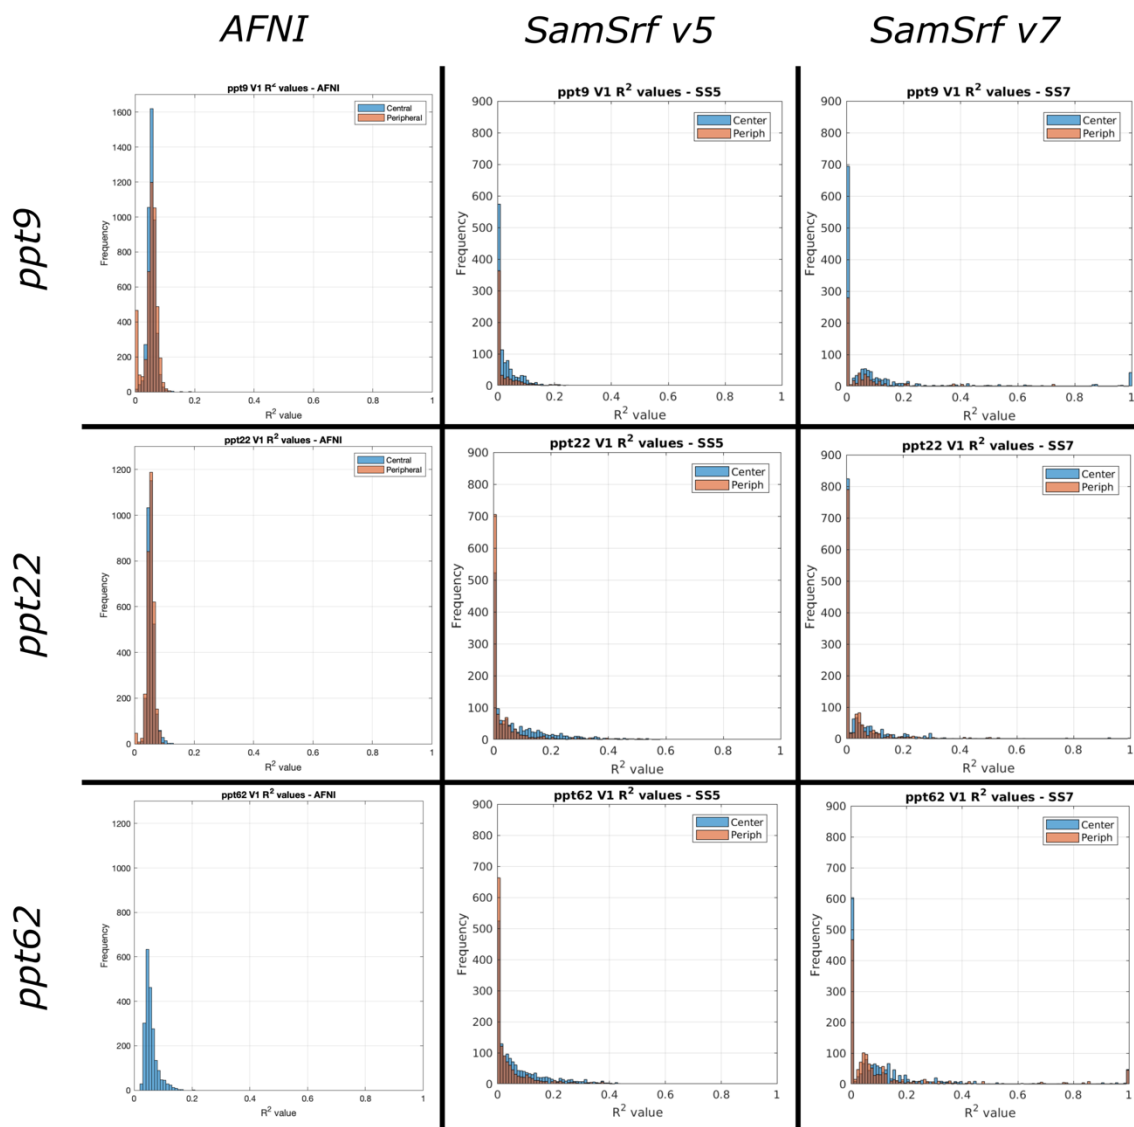 AFNI
SamSrf v5
SamSrf v7
ppt9
ppt9 V1 R² values - AFNI
Central
Peripheral
1600
1400
1200
1000
800
600
400
200
0
Frequency
0 0.2 0.4 0.6 0.8 1
R² value
ppt9 V1 R² values - SS5
Center
Periph
900
800
700
600
500
400
300
200
100
0
Frequency
0 0.2 0.4 0.6 0.8 1
R² value
ppt9 V1 R² values - SS7
Center
Periph
900
800
700
600
500
400
300
200
100
0
Frequency
0 0.2 0.4 0.6 0.8 1
R² value
ppt22
ppt22 V1 R² values - AFNI
Central
Peripheral
1200
1000
800
600
400
200
0
Frequency
0 0.2 0.4 0.6 0.8 1
R² value
ppt22 V1 R² values - SS5
Center
Periph
900
800
700
600
500
400
300
200
100
0
Frequency
0 0.2 0.4 0.6 0.8 1
R² value
ppt22 V1 R² values - SS7
Center
Periph
900
800
700
600
500
400
300
200
100
0
Frequency
0 0.2 0.4 0.6 0.8 1
R² value
ppt62
ppt62 V1 R² values - AFNI
1200
1000
800
600
400
200
0
Frequency
0 0.2 0.4 0.6 0.8 1
R² value
ppt62 V1 R² values - SS5
Center
Periph
900
800
700
600
500
400
300
200
100
0
Frequency
0 0.2 0.4 0.6 0.8 1
R² value
ppt62 V1 R² values - SS7
Center
Periph
900
800
700
600
500
400
300
200
100
0
Frequency
0 0.2 0.4 0.6 0.8 1
R² value